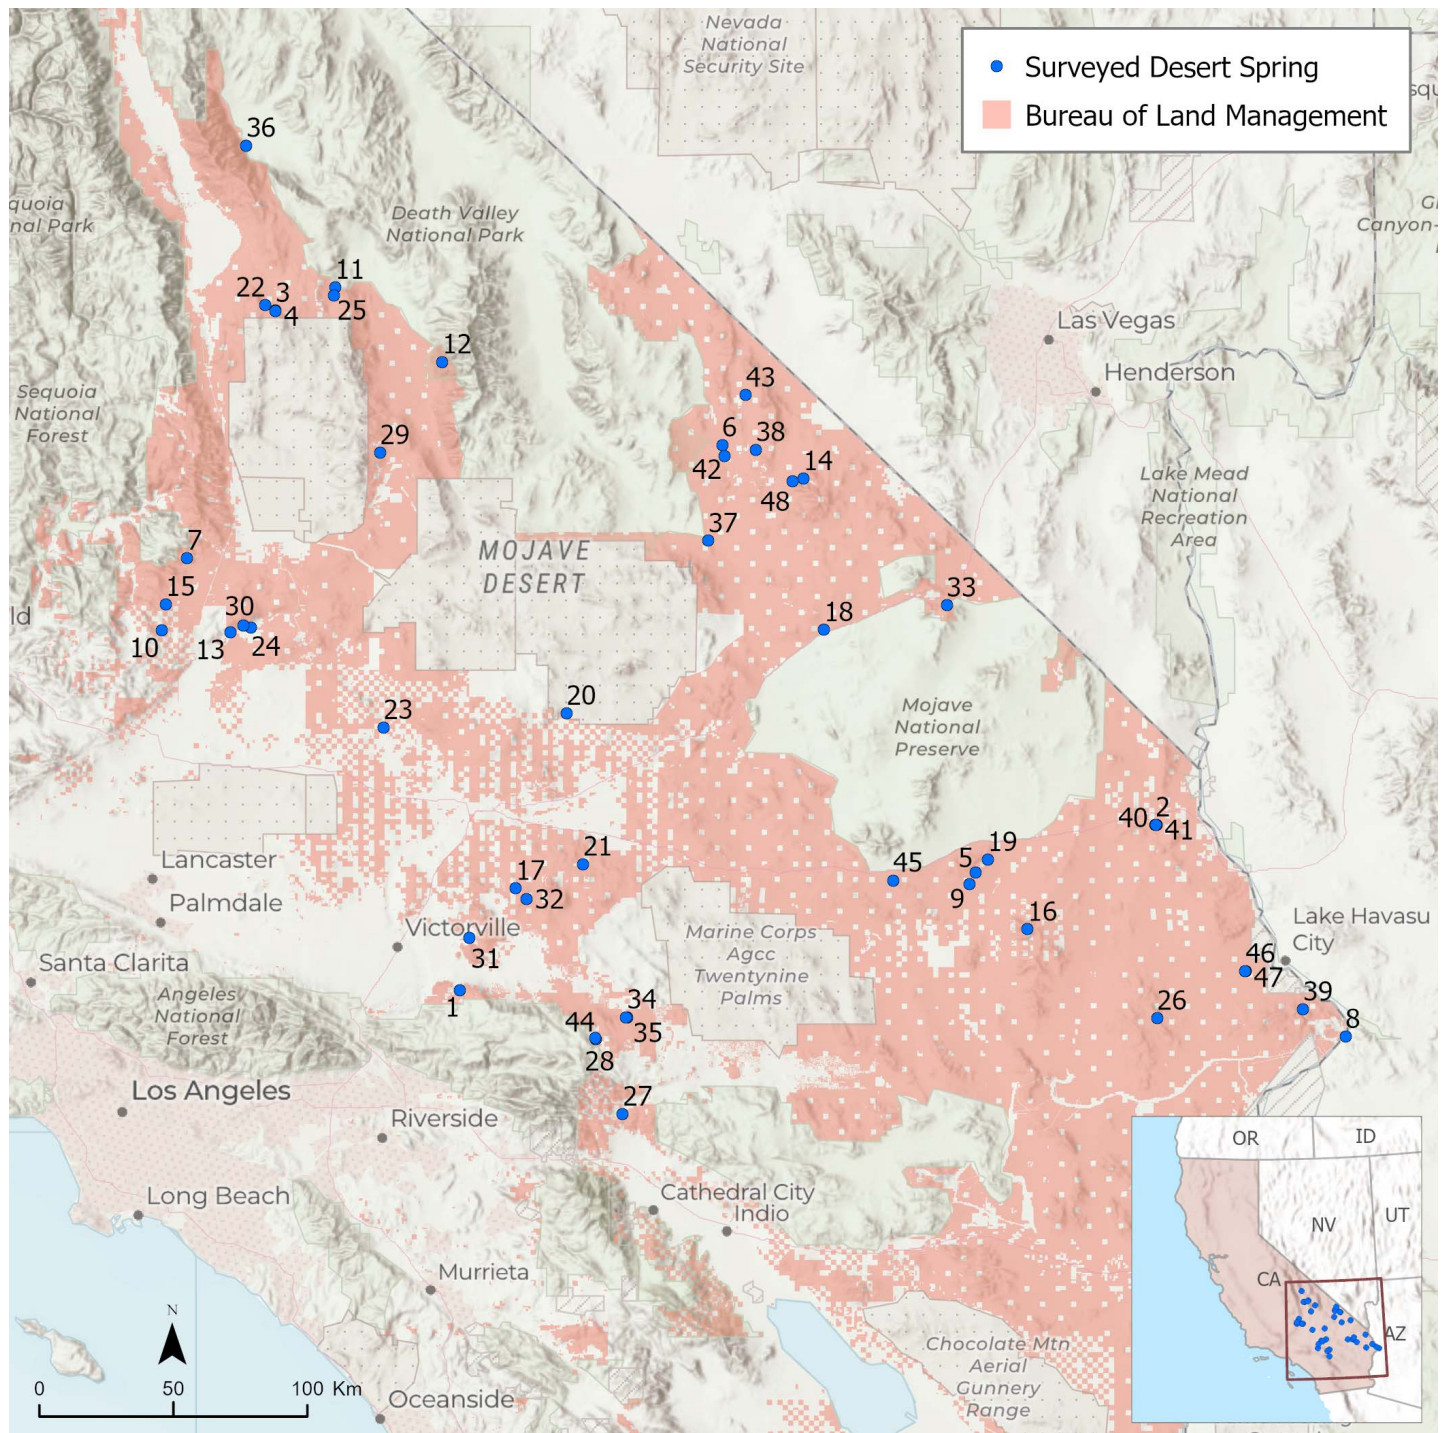 Nevada
National
Security Site
Surveyed Desert Spring
Bureau of Land Management
36
quoia
nal Park
Death Valley
National Park
Canyon-
11
22
3
4
25
Las Vegas
12
Henderson
Sequoia
National
Forest
43
29
6
38
42
14
48
Lake Mead
National
Recreation
Area
37
MOJAVE
DESERT
7
15
30
10
13
24
ld
33
18
20
23
Mojave
National
Preserve
40
2
41
21
19
5
45
9
17
32
Lancaster
Palmdale
Victorville
31
16
Marine Corps
Agcc
Twentynine
Palms
Lake Havasu
City
46
47
Santa Clarita
Angeles
National
Forest
1
34
35
44
28
26
39
8
Los Angeles
27
Riverside
Long Beach
Cathedral City
Indio
Murrieta
Oceanside
Chocolate Mtn
Aerial
Gunnery
Range
OR
ID
NV
UT
CA
AZ
N
0 50 100 Km